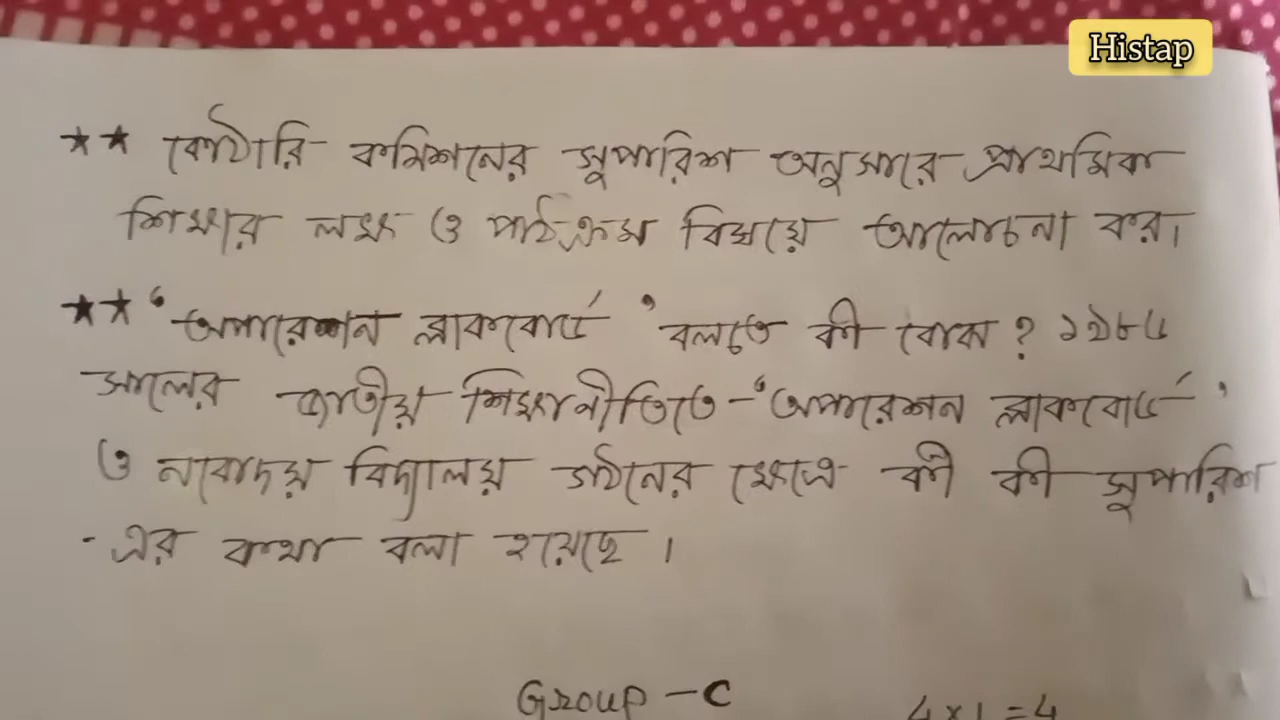 Histap
★★ কোঠারি কমিশনের সুপারিশ অনুসারে প্রাথমিক
শিক্ষার লক্ষ ও পাঠক্রম বিষয়ে আলোচনা কর।
★★ ‘অপারেশন ব্লাকবোর্ড’ বলতে কী বোঝ? ১৯৮৬
সালের জাতীয় শিক্ষানীতিতে - ‘অপারেশন ব্লাকবোর্ড’
ও নবোদয় বিদ্যালয় গঠনের ক্ষেত্রে কী কী সুপারিশ
-এর কথা বলা হয়েছে।
Group - C 4×1=4